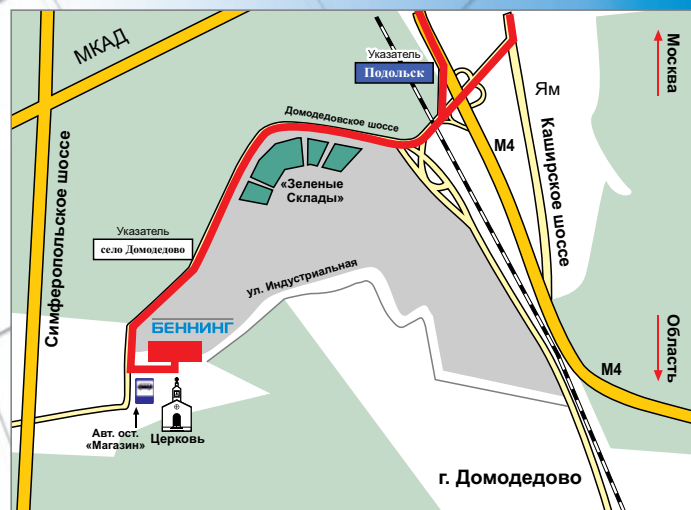 МКАД
Указатель
Подольск
Москва
Ям
Домодедовское шоссе
М4
Каширское шоссе
«Зеленые
Склады»
Симферопольское шоссе
Указатель
село Домодедово
ул. Индустриальная
БЕННИНГ
Область
М4
Авт. ост.
«Магазин»
Церковь
г. Домодедово